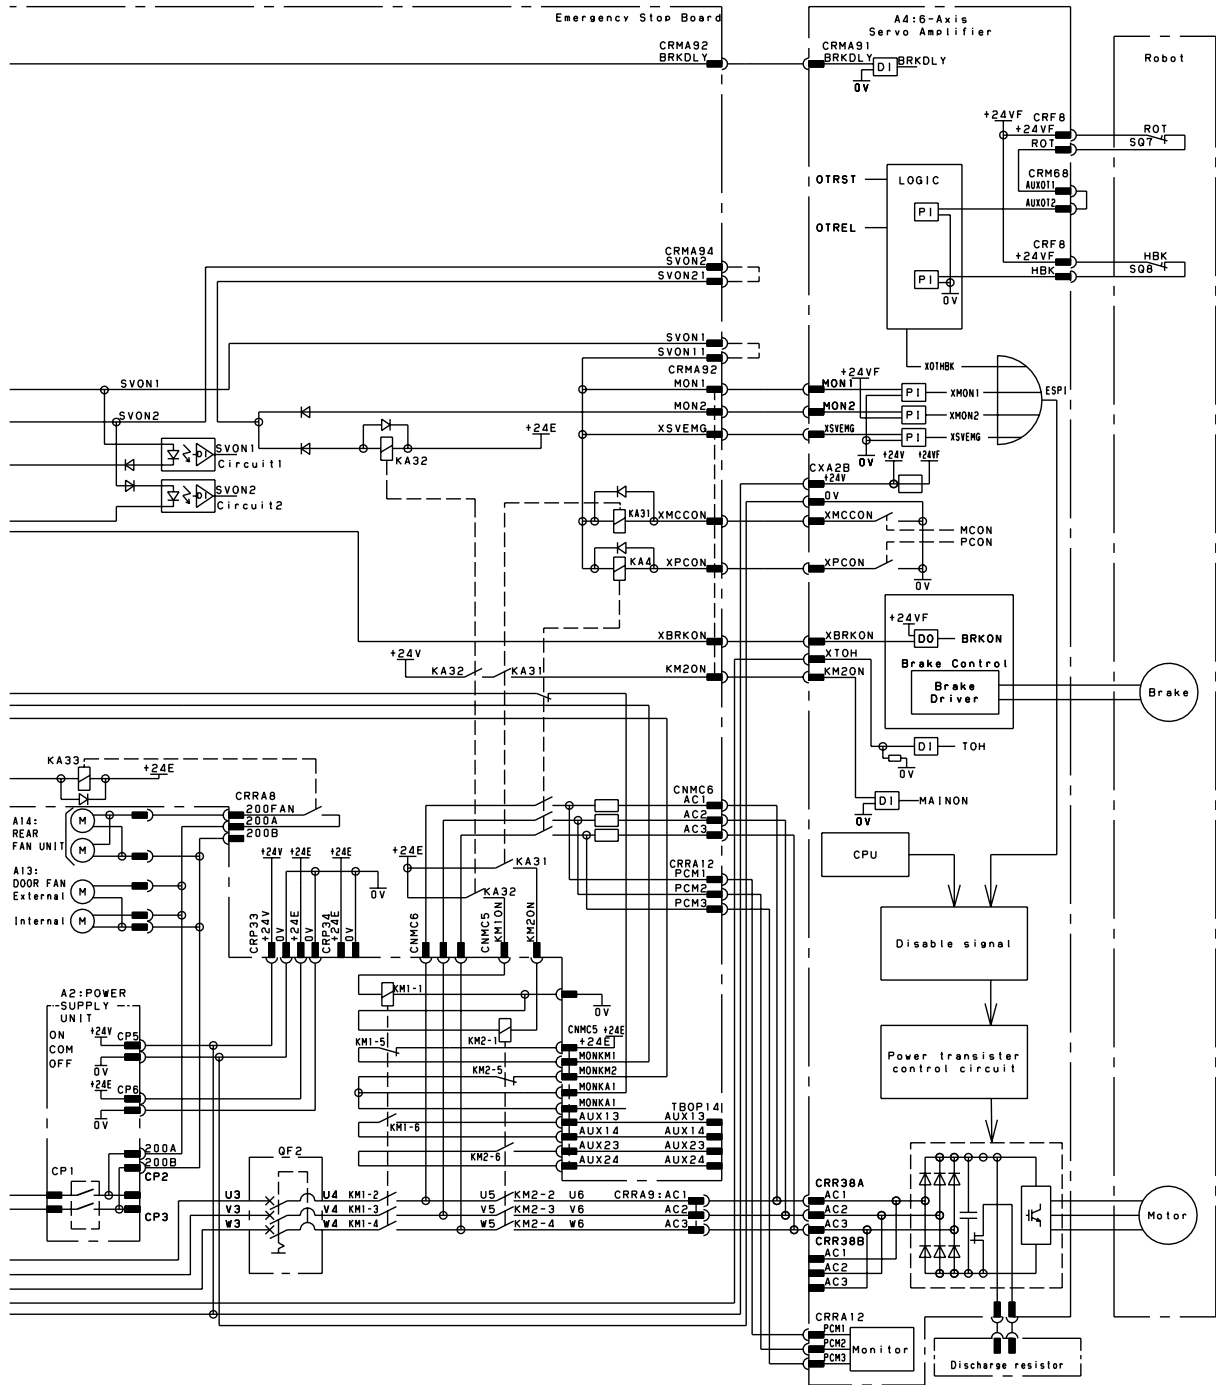 Emergency Stop Board
A4:6-Axis
Servo Amplifier
CRMA92
BRKDLY
CRMA91
BRKDLY
DI
BRKDLY
0V
Robot
+24VF
CRF8
+24VF
ROT
ROT
SQ7
CRM68
AUXOT1
AUXOT2
OTRST
LOGIC
PI
OTREL
CRF8
+24VF
HBK
HBK
SQ8
PI
0V
CRMA94
SVON2
SVON21
SVON1
SVON11
CRMA92
XOTHBK
SVON1
MON1
+24VF
MON1
PI
XMON1
ESP1
SVON2
MON2
MON2
PI
XMON2
+24E
XSVEMG
XSVEMG
PI
XSVEMG
SVON1
DI
Circuit1
KA32
0V
+24V
+24VF
CXA2B
+24V
SVON2
DI
Circuit2
0V
KA31
XMCCON
XMCCON
MCON
PCON
KA4
XPCON
XPCON
0V
+24VF
XBRKON
XBRKON
DO
BRKON
+24V
XTOH
Brake Control
KA32
KA31
KM2ON
KM2ON
Brake
Driver
Brake
DI
TOH
0V
KA33
+24E
CRRA8
200FAN
200A
200B
CNMC6
AC1
AC2
AC3
DI
MAINON
0V
A14:
REAR
FAN UNIT
M
M
CPU
A13:
DOOR FAN
External
M
Internal
M
+24V
+24E
+24E
0V
+24E
KA31
KA32
CRRA12
PCM1
PCM2
PCM3
CRP33
+24V
0V
+24E
0V
CRP34
+24E
0V
CNMC6
CNMC5
KM1ON
KM2ON
Disable signal
A2:POWER
SUPPLY
UNIT
KM1-1
0V
ON
COM
OFF
+24V
CP5
0V
+24E
CP6
0V
KM1-5
KM2-1
CNMC5
+24E
+24E
MONKM1
KM2-5
MONKM2
MONKA1
MONKA1
Power transister
control circuit
KM1-6
AUX13
AUX14
KM2-6
AUX23
AUX24
TBOP14
AUX13
AUX14
AUX23
AUX24
200A
200B
CP2
CP1
CP3
QF2
U3
U4
KM1-2
U5
KM2-2
U6
CRRA9:AC1
V3
V4
KM1-3
V5
KM2-3
V6
AC2
W3
W4
KM1-4
W5
KM2-4
W6
AC3
CRR38A
AC1
AC2
AC3
CRR38B
AC1
AC2
AC3
Motor
CRRA12
PCM1
PCM2
PCM3
Monitor
Discharge resistor